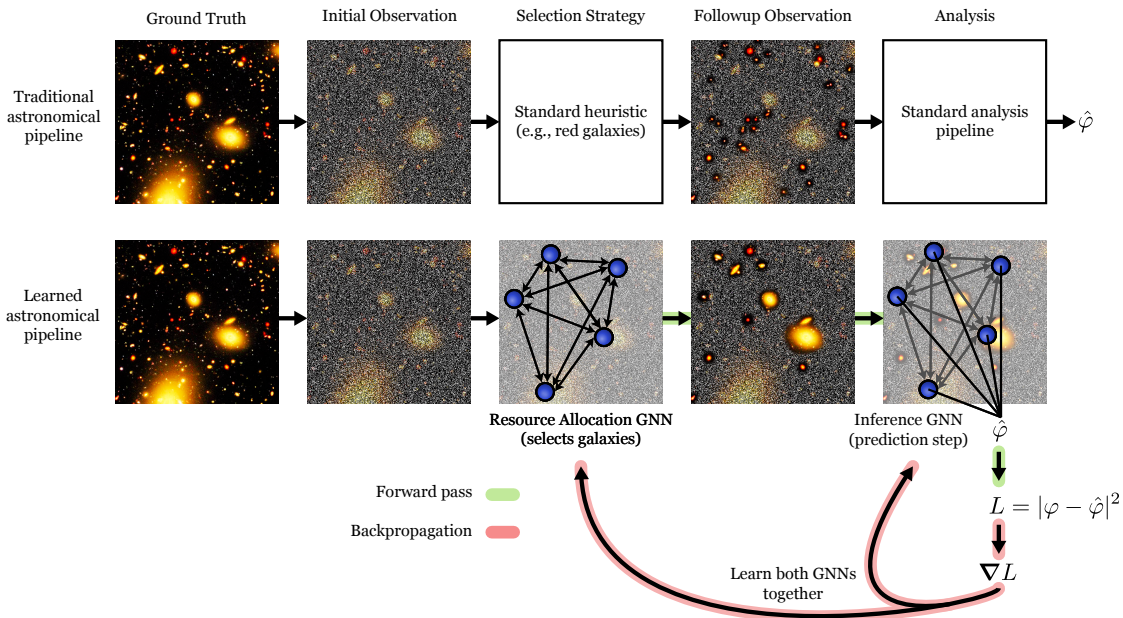 Ground Truth
Initial Observation
Selection Strategy
Followup Observation
Analysis
Traditional
astronomical
pipeline
Standard heuristic
(e.g., red galaxies)
Standard analysis
pipeline
φ̂
Learned
astronomical
pipeline
Resource Allocation GNN
(selects galaxies)
Inference GNN
(prediction step)
φ̂
Forward pass
Backpropagation
L = |φ − φ̂|²
∇L
Learn both GNNs
together